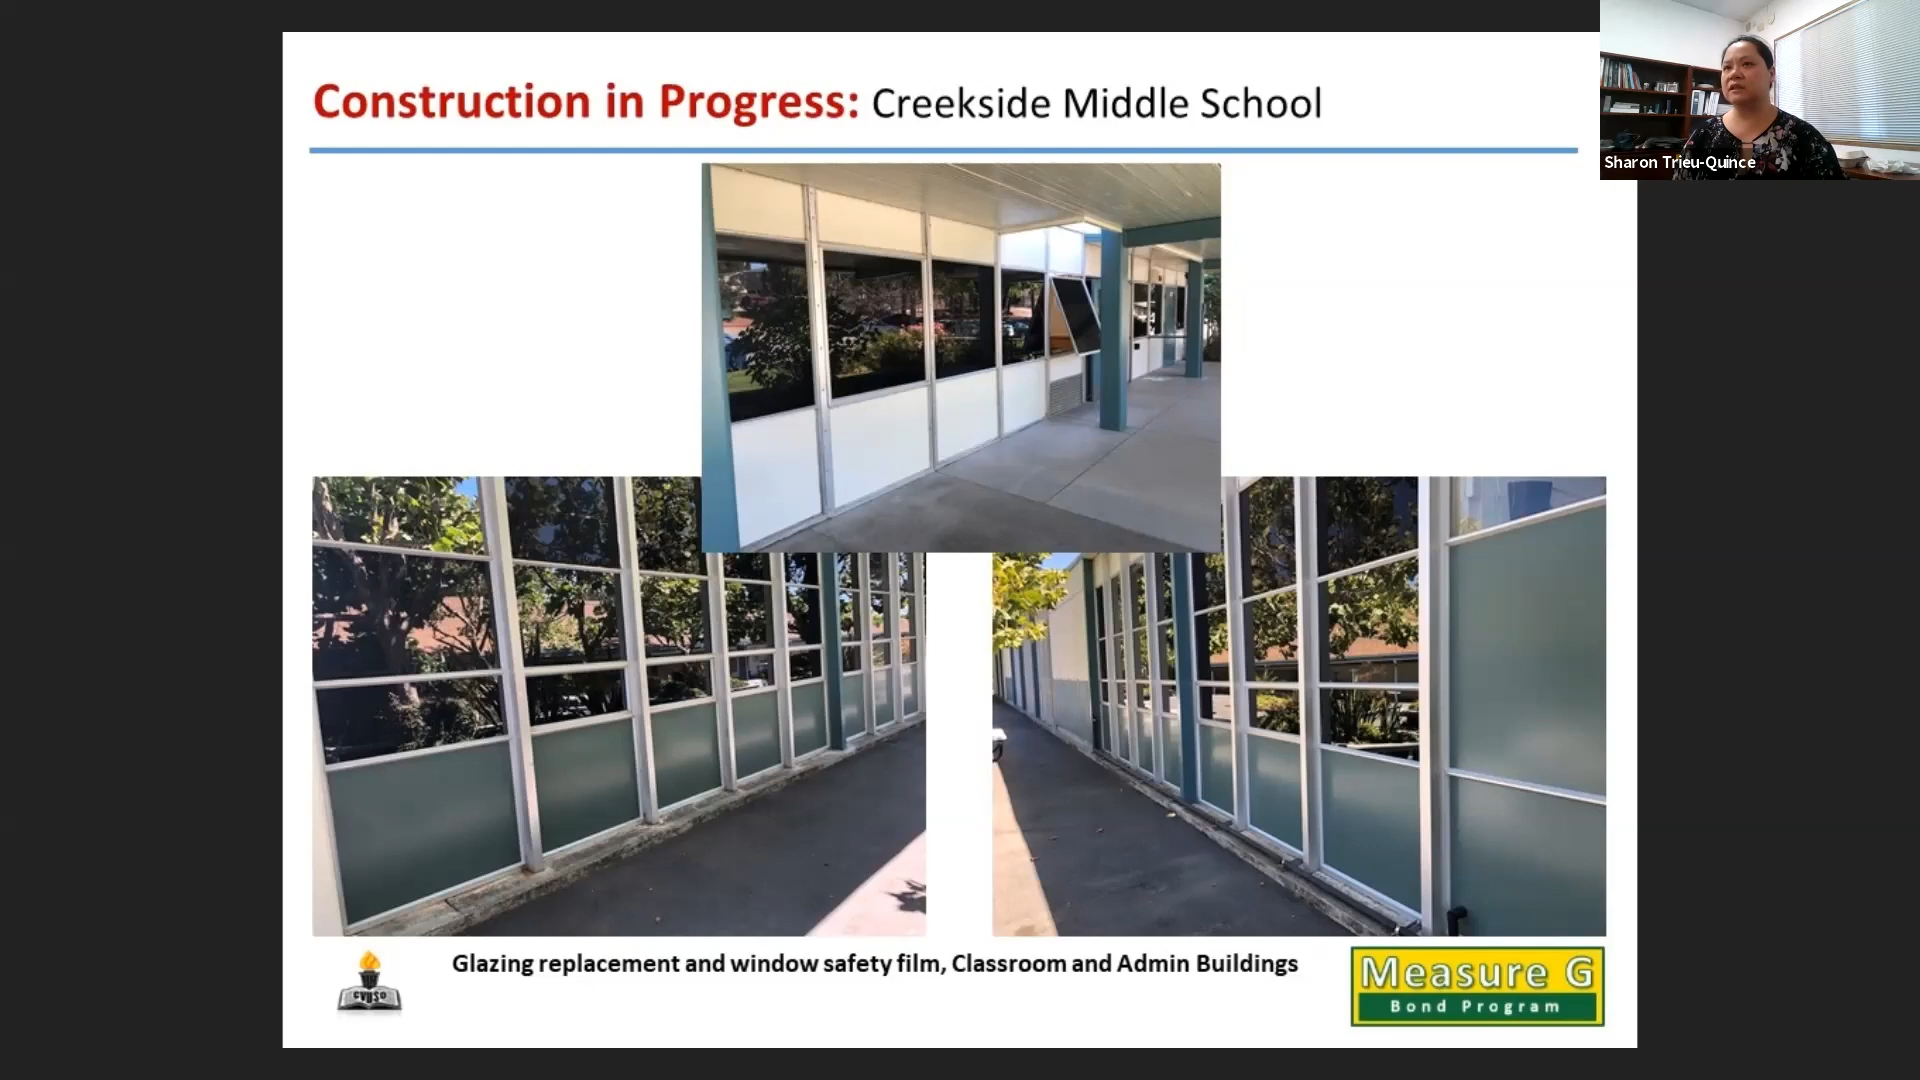 Construction in Progress: Creekside Middle School
Sharon Trieu-Quince
Glazing replacement and window safety film, Classroom and Admin Buildings
CVUSD
Measure G
Bond Program